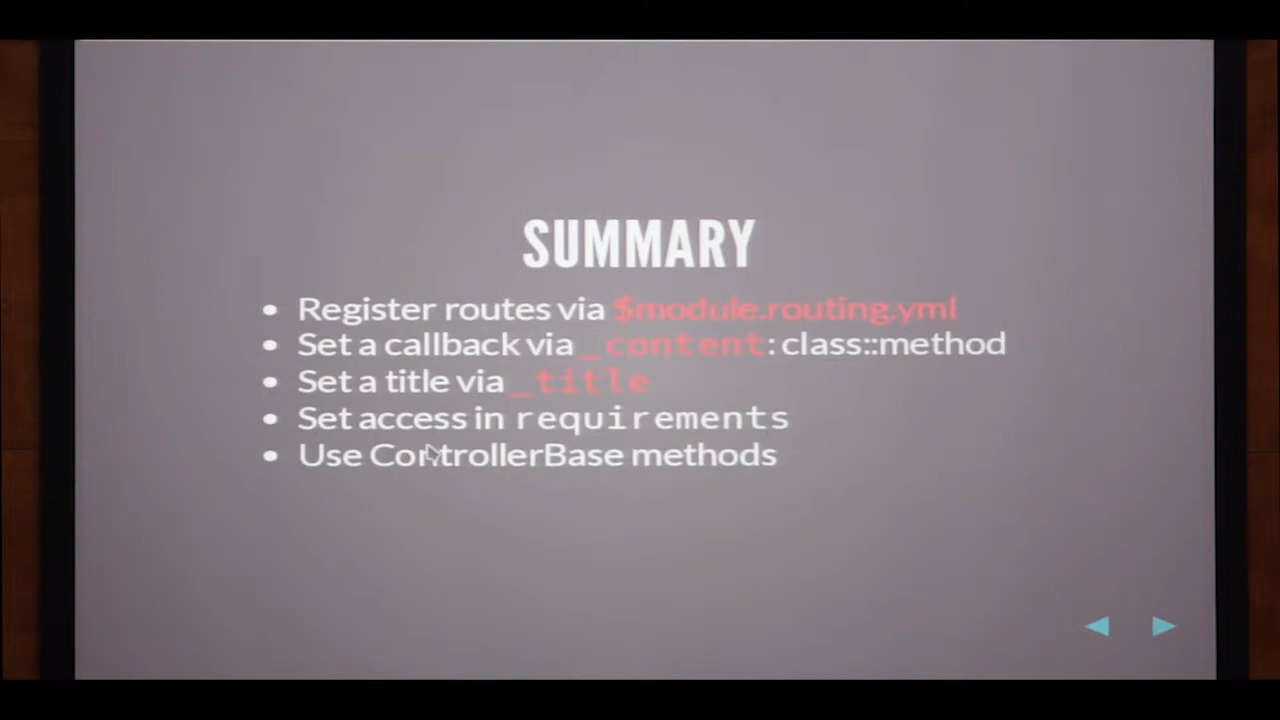 SUMMARY
Register routes via $module.routing.yml
Set a callback via _content: class::method
Set a title via _title
Set access in requirements
Use ControllerBase methods